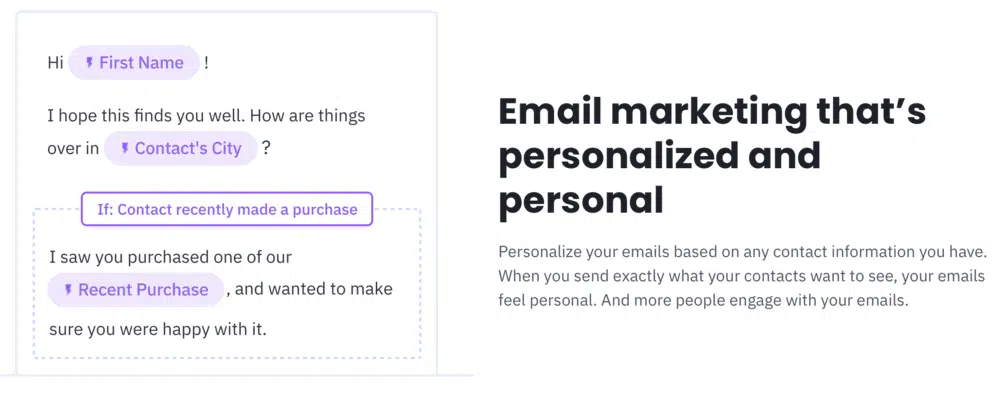 Hi First Name !
I hope this finds you well. How are things
over in Contact's City ?
If: Contact recently made a purchase
I saw you purchased one of our
Recent Purchase , and wanted to make
sure you were happy with it.
Email marketing that’s
personalized and
personal
Personalize your emails based on any contact information you have.
When you send exactly what your contacts want to see, your emails
feel personal. And more people engage with your emails.